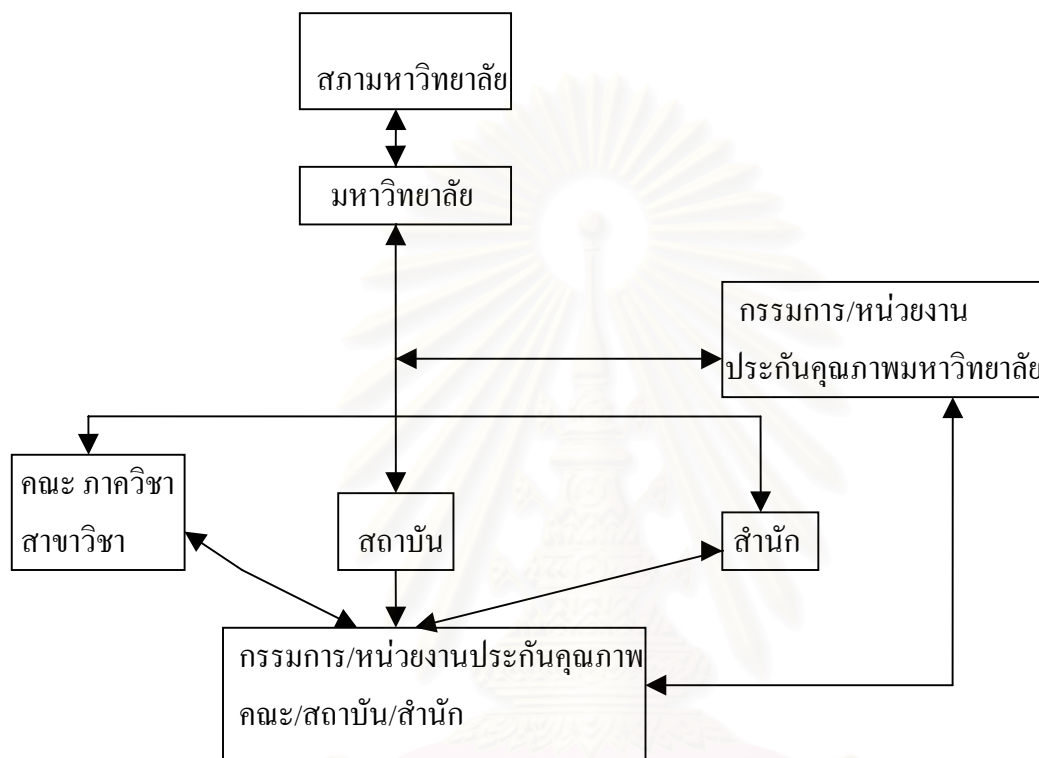 สภามหาวิทยาลัย
มหาวิทยาลัย
กรรมการ/หน่วยงาน
ประกันคุณภาพมหาวิทยาลัย
คณะ ภาควิชา
สาขาวิชา
สถาบัน
สำนัก
กรรมการ/หน่วยงานประกันคุณภาพ
คณะ/สถาบัน/สำนัก